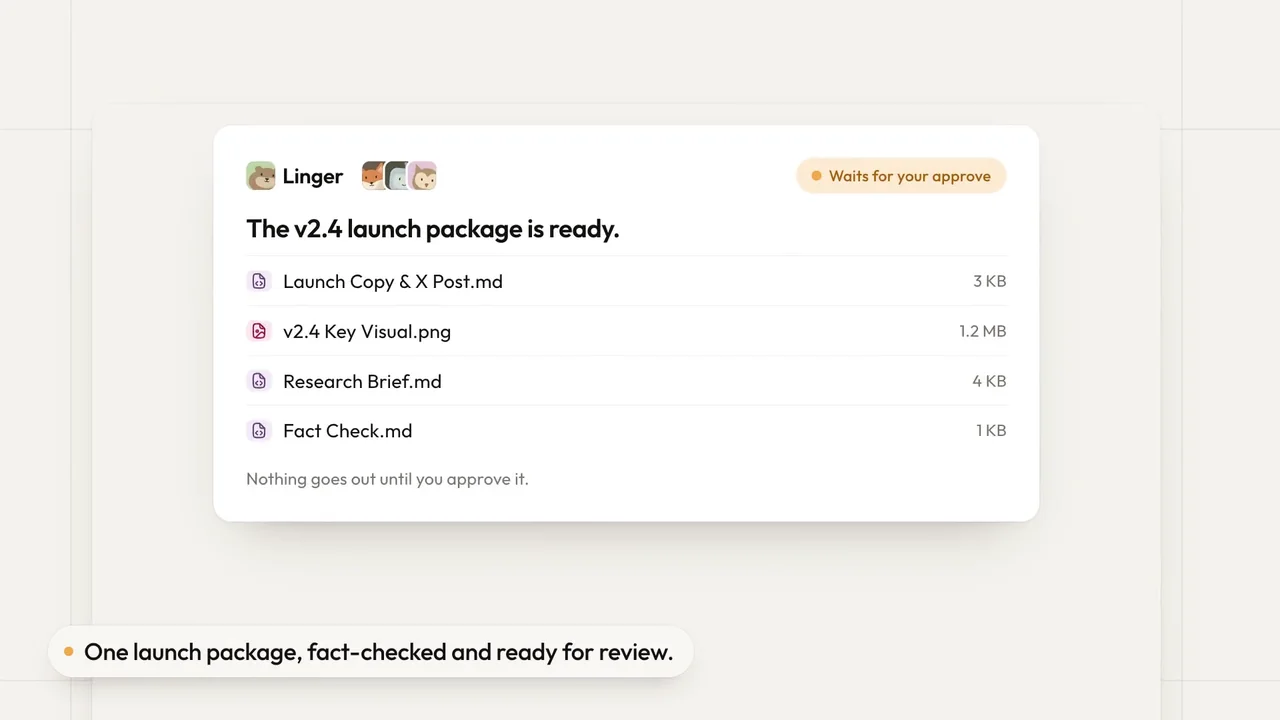 Linger
Waits for your approve
The v2.4 launch package is ready.
Launch Copy & X Post.md
3 KB
v2.4 Key Visual.png
1.2 MB
Research Brief.md
4 KB
Fact Check.md
1 KB
Nothing goes out until you approve it.
One launch package, fact-checked and ready for review.